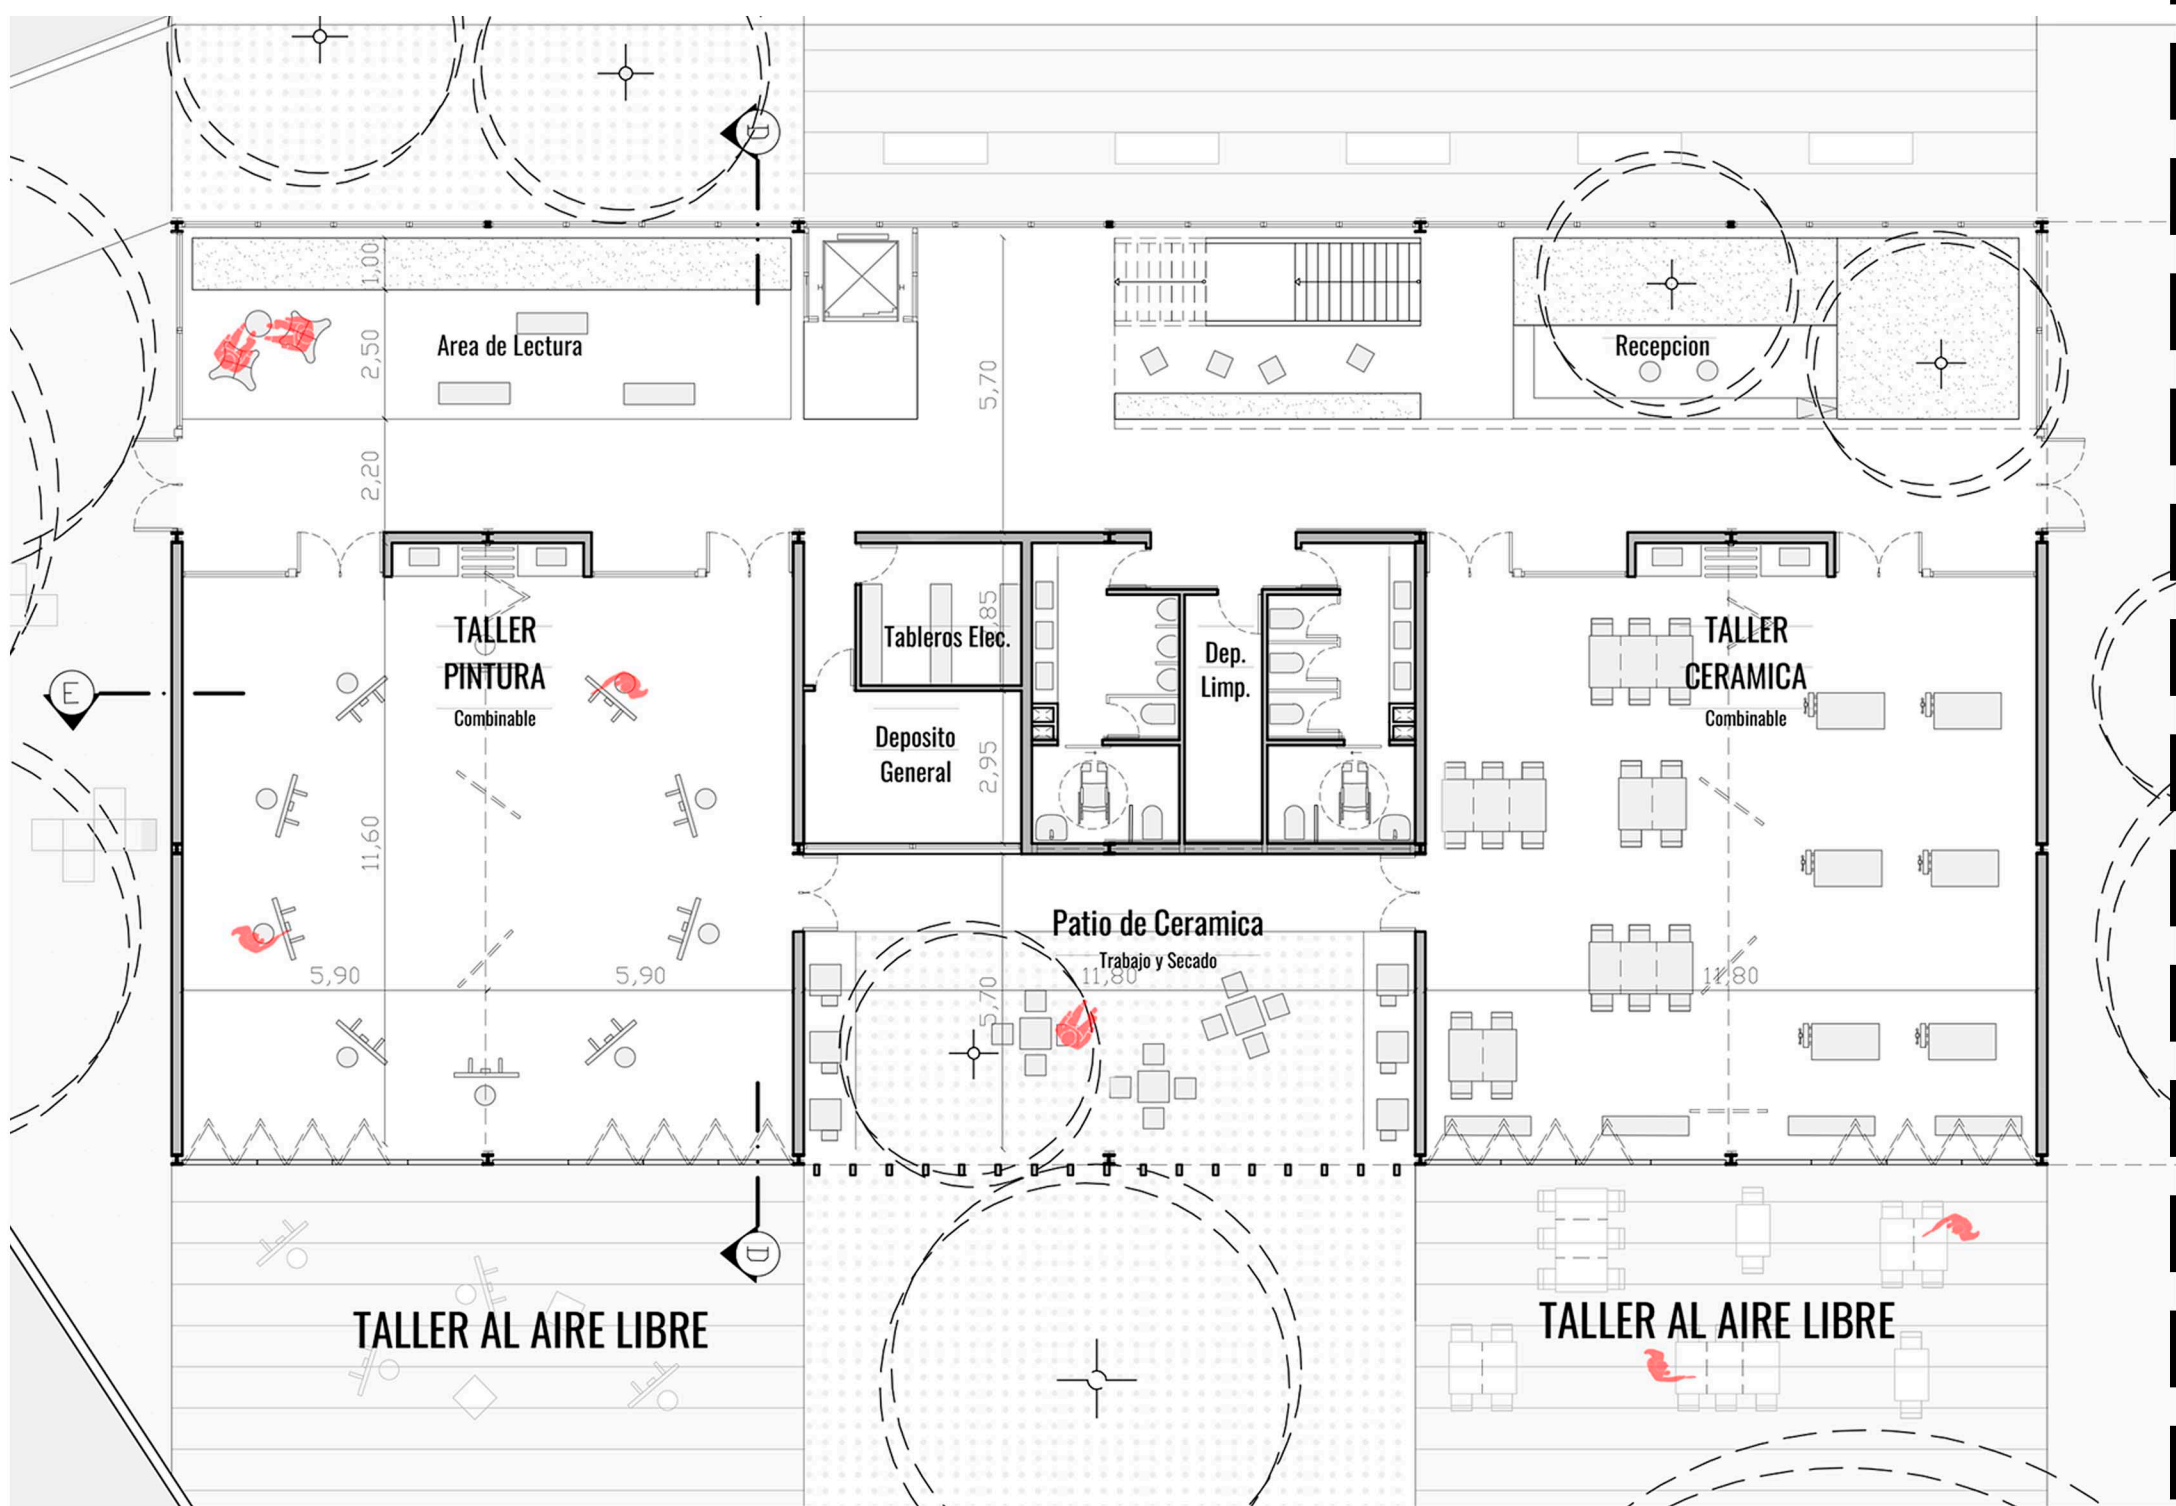 D
1,00
Area de Lectura
2,50
5,70
Recepcion
2,20
TALLER
PINTURA
Combinable
Tableros Elec.
Dep.
Limp.
TALLER
CERAMICA
Combinable
E
Deposito
General
2,95
11,60
Patio de Ceramica
Trabajo y Secado
5,90
5,90
11,80
11,80
5,70
D
TALLER AL AIRE LIBRE
TALLER AL AIRE LIBRE